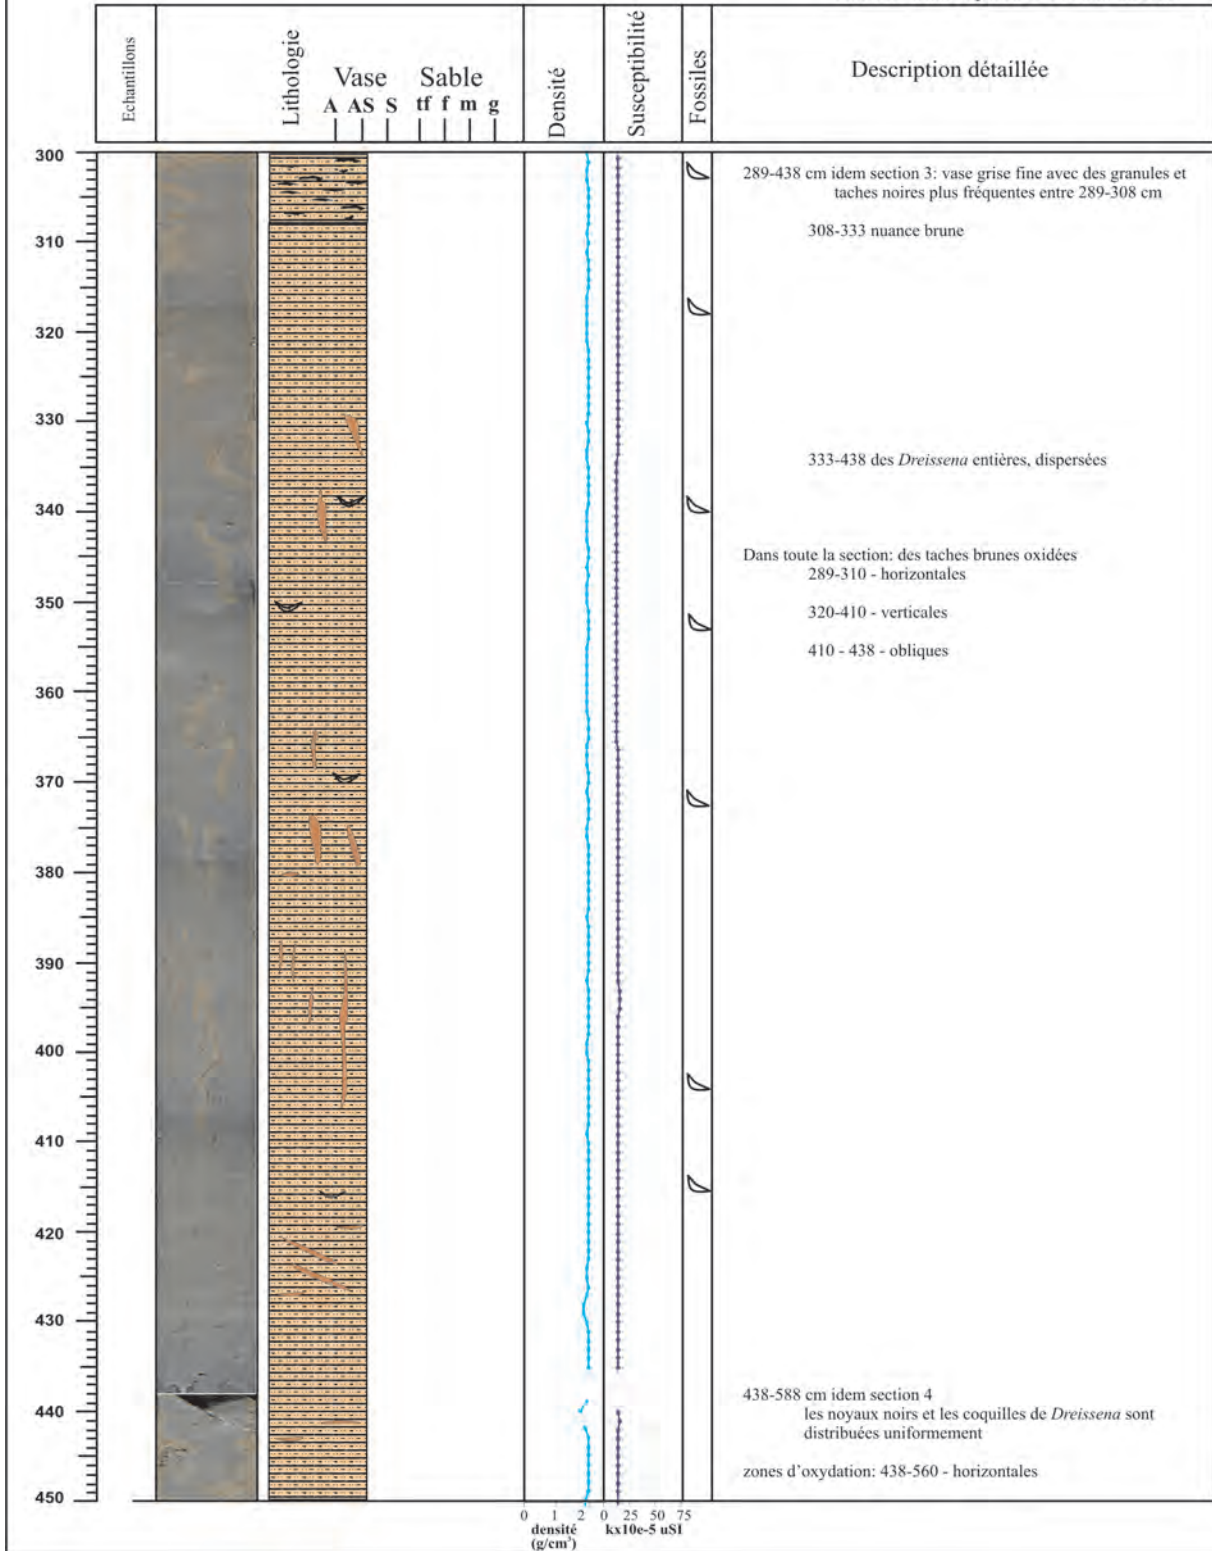 Echantillons
Lithologie
Vase
Sable
A AS S tf f m g
Densité
Susceptibilité
Fossiles
Description détaillée
300
310
320
330
340
350
360
370
380
390
400
410
420
430
440
450
289-438 cm idem section 3: vase grise fine avec des granules et
taches noires plus fréquentes entre 289-308 cm
308-333 nuance brune
333-438 des Dreissena entières, dispersées
Dans toute la section: des taches brunes oxidées
289-310 - horizontales
320-410 - verticales
410 - 438 - obliques
438-588 cm idem section 4
les noyaux noirs et les coquilles de Dreissena sont
distribuées uniformement
zones d'oxydation: 438-560 - horizontales
0 1 2 0 25 50 75
densité kx10e-5 uSI
(g/cm³)